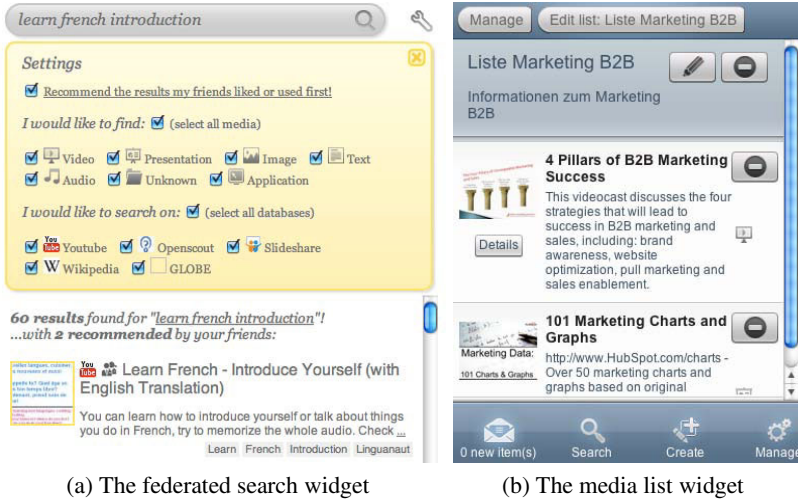 learn french introduction
Settings
Recommend the results my friends liked or used first!
I would like to find: (select all media)
Video Presentation Image Text
Audio Unknown Application
I would like to search on: (select all databases)
You Tube Youtube Openscout Slideshare
W Wikipedia GLOBE
60 results found for "learn french introduction"!
...with 2 recommended by your friends:
You Tube Learn French - Introduce Yourself (with
English Translation)
You can learn how to introduce yourself or talk about things
you do in French, try to memorize the whole audio. Check ...
Learn French Introduction Linguanaut
(a) The federated search widget
Manage Edit list: Liste Marketing B2B
Liste Marketing B2B
Informationen zum Marketing
B2B
4 Pillars of B2B Marketing
Success
This videocast discusses the four
strategies that will lead to
success in B2B marketing and
sales, including: brand
awareness, website
optimization, pull marketing and
sales enablement.
Details
101 Marketing Charts and
Graphs
Marketing Data:
101 Charts & Graphs
http://www.HubSpot.com/charts -
Over 50 marketing charts and
graphs based on original
0 new item(s) Search Create Manage
(b) The media list widget